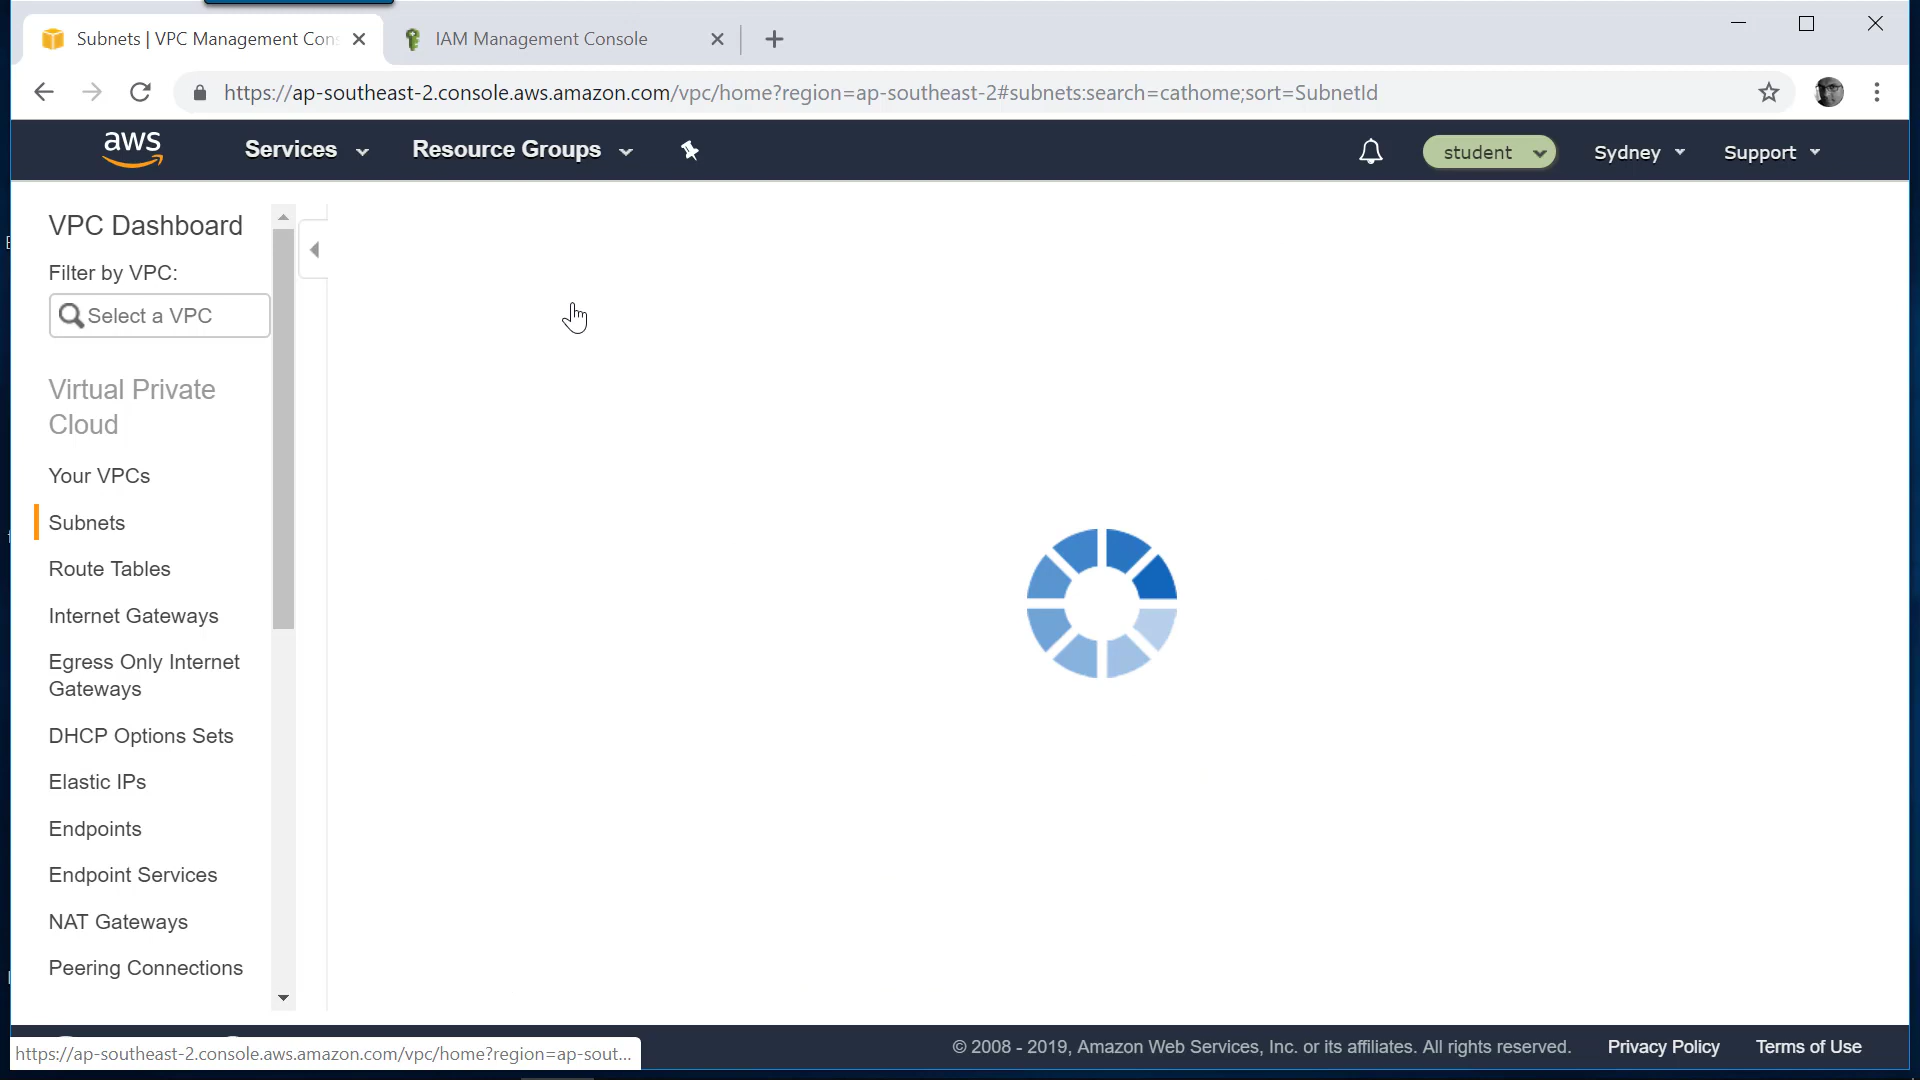 Subnets | VPC Management Con
IAM Management Console
https://ap-southeast-2.console.aws.amazon.com/vpc/home?region=ap-southeast-2#subnets:search=cathome;sort=SubnetId
aws
Services
Resource Groups
student
Sydney
Support
VPC Dashboard
Filter by VPC:
Select a VPC
Virtual Private
Cloud
Your VPCs
Subnets
Route Tables
Internet Gateways
Egress Only Internet
Gateways
DHCP Options Sets
Elastic IPs
Endpoints
Endpoint Services
NAT Gateways
Peering Connections
https://ap-southeast-2.console.aws.amazon.com/vpc/home?region=ap-sout...
© 2008 - 2019, Amazon Web Services, Inc. or its affiliates. All rights reserved.
Privacy Policy
Terms of Use